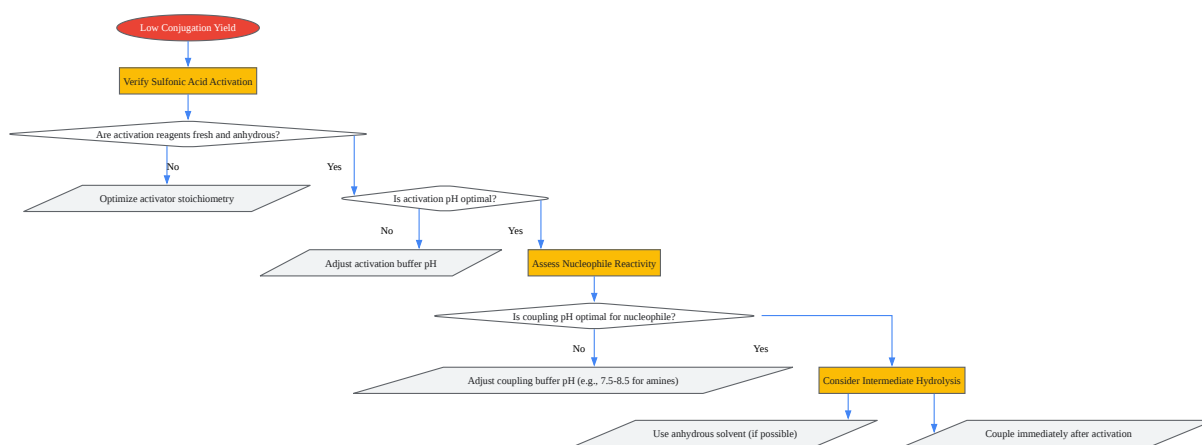 Low Conjugation Yield
Verify Sulfonic Acid Activation
Are activation reagents fresh and anhydrous?
No
Yes
Optimize activator stoichiometry
Is activation pH optimal?
No
Yes
Adjust activation buffer pH
Assess Nucleophile Reactivity
Is coupling pH optimal for nucleophile?
No
Yes
Adjust coupling buffer pH (e.g., 7.5-8.5 for amines)
Consider Intermediate Hydrolysis
Use anhydrous solvent (if possible)
Couple immediately after activation